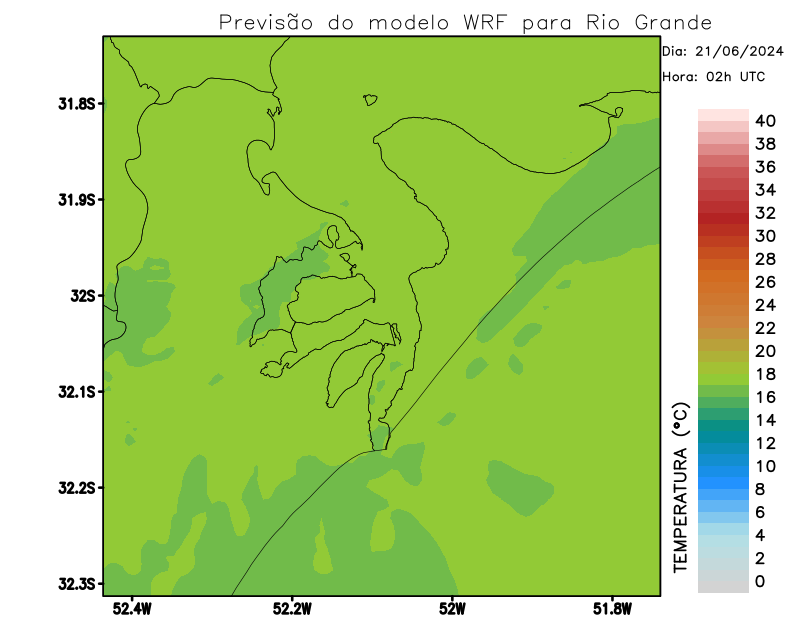 Previsão do modelo WRF para Rio Grande
Dia: 21/06/2024
Hora: 02h UTC
31.8S
31.9S
32S
32.1S
32.2S
32.3S
52.4W
52.2W
52W
51.8W
40
38
36
34
32
30
28
26
24
22
20
18
16
14
12
10
8
6
4
2
0
TEMPERATURA (°C)